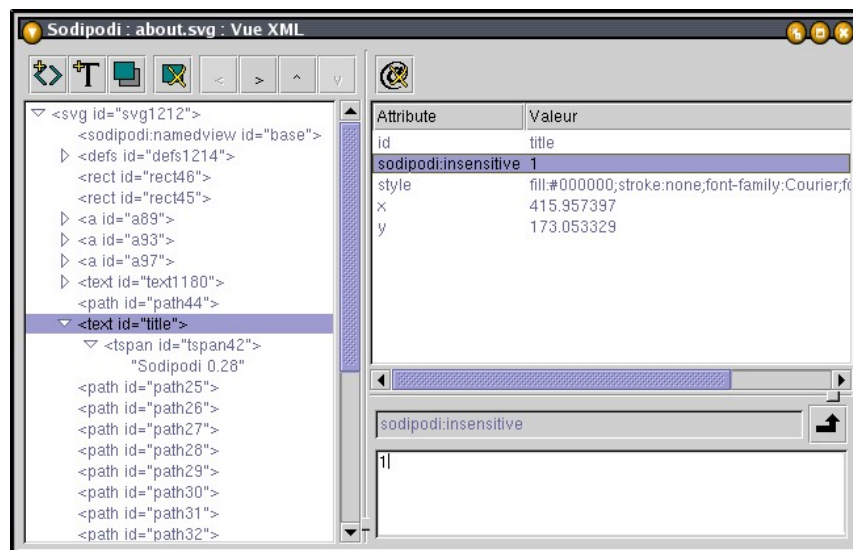 Sodipodi : about.svg : Vue XML
T
< > ^ v
<svg id="svg1212">
<sodipodi:namedview id="base">
<defs id="defs1214">
<rect id="rect46">
<rect id="rect45">
<a id="a89">
<a id="a93">
<a id="a97">
<text id="text1180">
<path id="path44">
<text id="title">
<tspan id="tspan42">
"Sodipodi 0.28"
<path id="path25">
<path id="path26">
<path id="path27">
<path id="path28">
<path id="path29">
<path id="path30">
<path id="path31">
<path id="path32">
Attribute Valeur
id title
sodipodi:insensitive 1
style fill:#000000;stroke:none;font-family:Courier;fo
x 415.957397
y 173.053329
sodipodi:insensitive
1